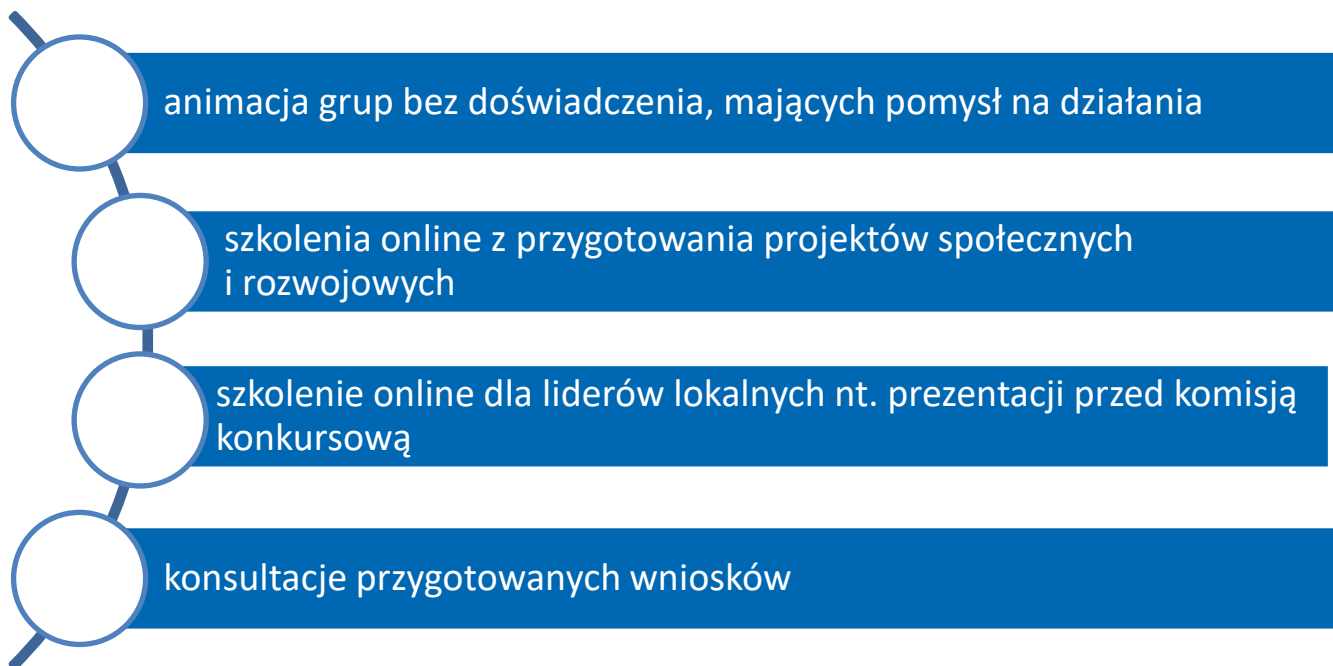 animacja grup bez doświadczenia, mających pomysł na działania
szkolenia online z przygotowania projektów społecznych
i rozwojowych
szkolenie online dla liderów lokalnych nt. prezentacji przed komisją
konkursową
konsultacje przygotowanych wniosków